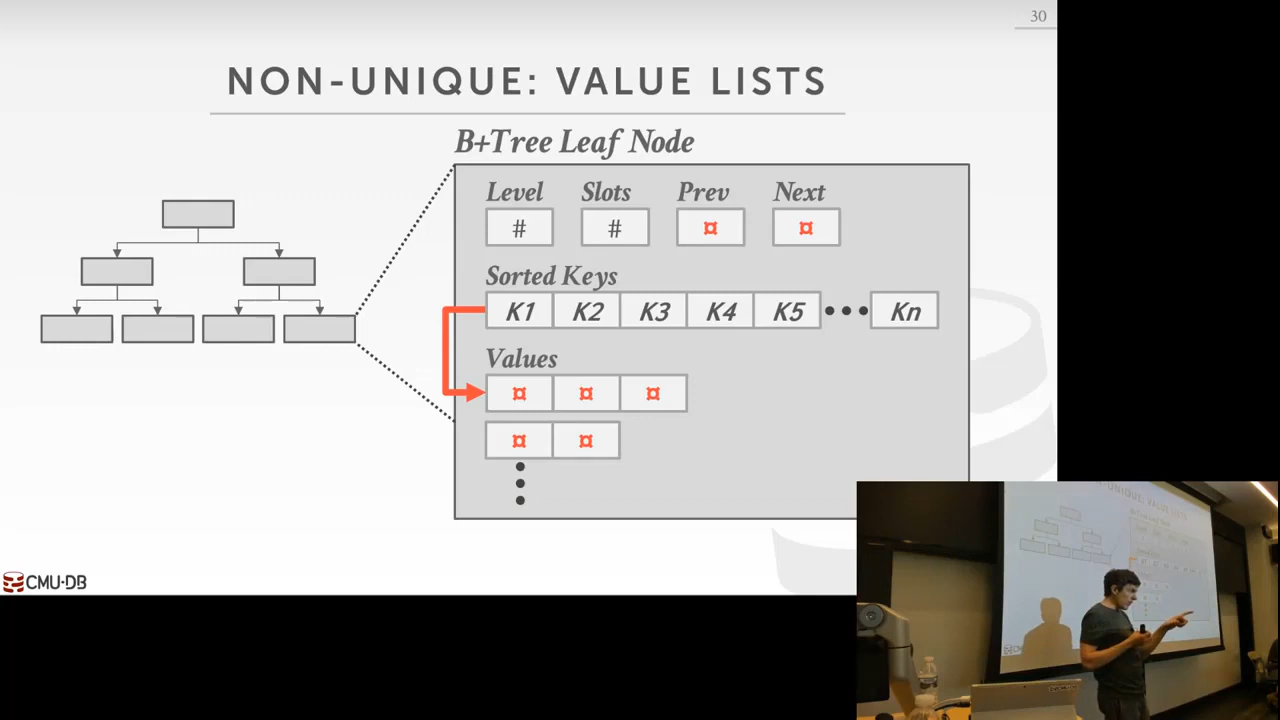 30
NON-UNIQUE: VALUE LISTS
B+Tree Leaf Node
Level Slots Prev Next
# # ¤ ¤
Sorted Keys
K1 K2 K3 K4 K5 ••• Kn
Values
¤ ¤ ¤
¤ ¤
CMU·DB